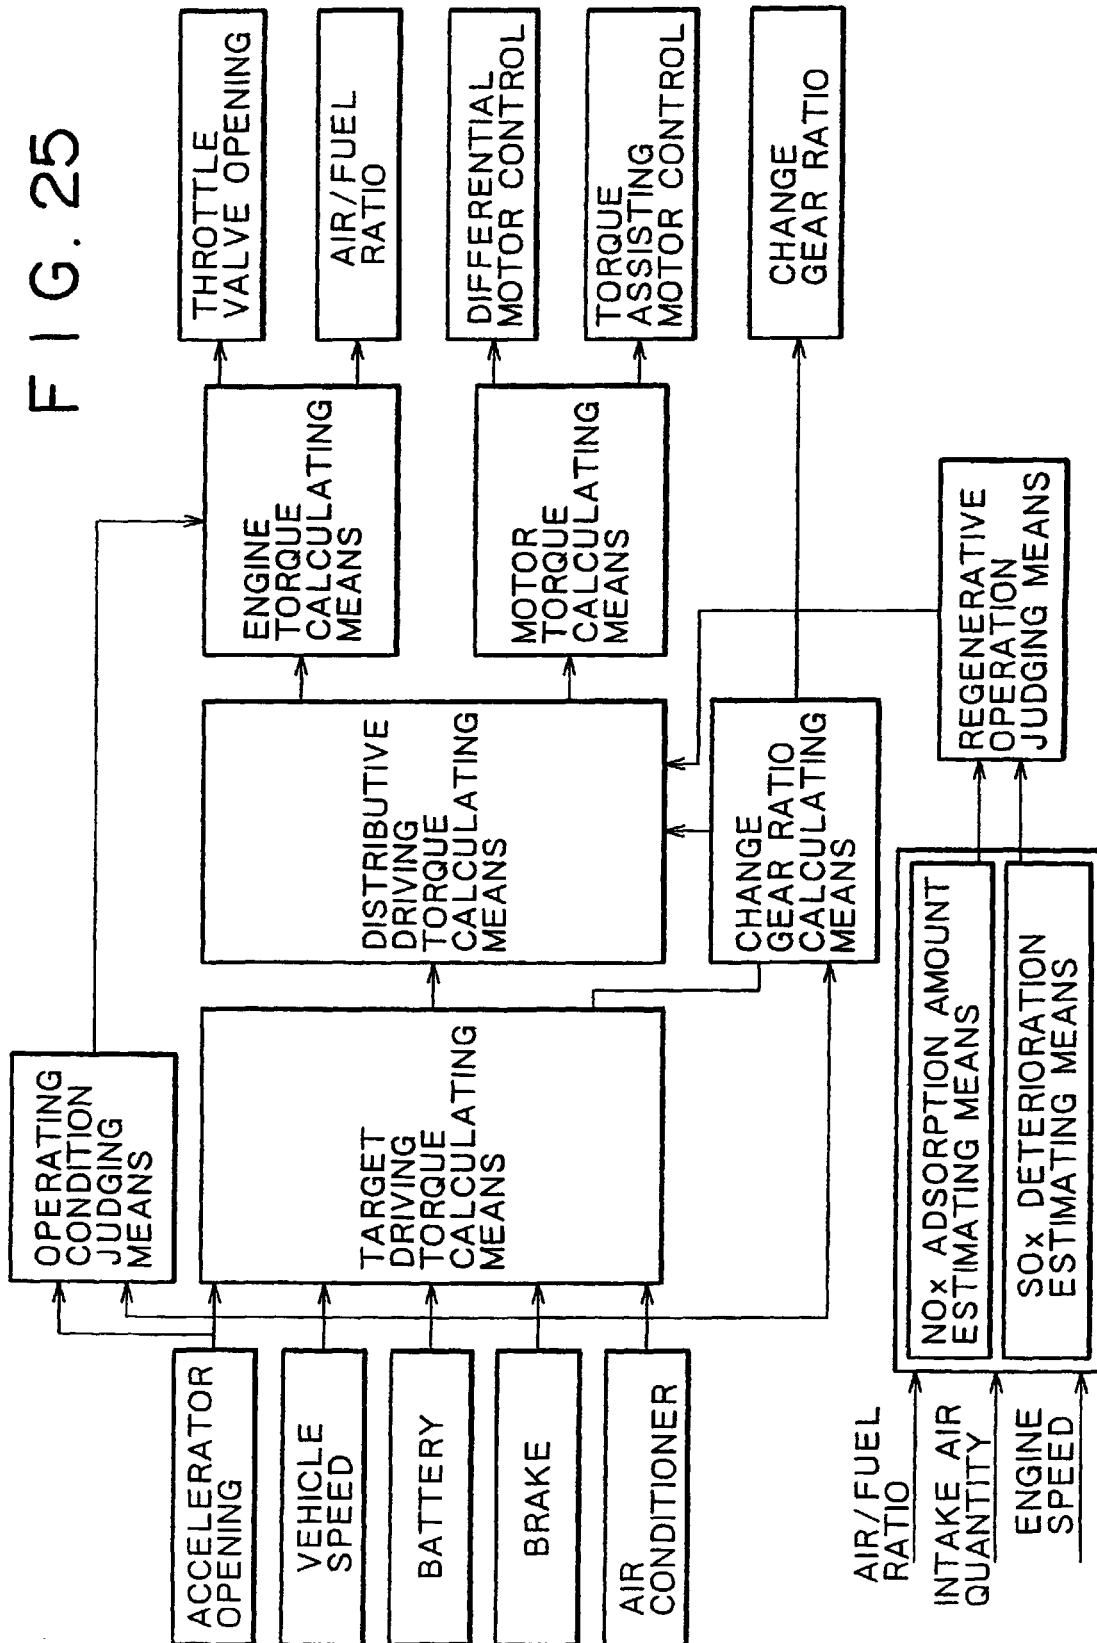 FIG. 25
OPERATING
CONDITION
JUDGING
MEANS
ACCELERATOR
OPENING
VEHICLE
SPEED
BATTERY
BRAKE
AIR
CONDITIONER
TARGET
DRIVING
TORQUE
CALCULATING
MEANS
DISTRIBUTIVE
DRIVING
TORQUE
CALCULATING
MEANS
ENGINE
TORQUE
CALCULATING
MEANS
MOTOR
TORQUE
CALCULATING
MEANS
THROTTLE
VALVE OPENING
AIR/FUEL
RATIO
DIFFERENTIAL
MOTOR CONTROL
TORQUE
ASSISTING
MOTOR CONTROL
CHANGE
GEAR RATIO
CHANGE
GEAR RATIO
CALCULATING
MEANS
AIR/FUEL
RATIO
INTAKE AIR
QUANTITY
ENGINE
SPEED
NOx ADSORPTION AMOUNT
ESTIMATING MEANS
SOx DETERIORATION
ESTIMATING MEANS
REGENERATIVE
OPERATION
JUDGING MEANS